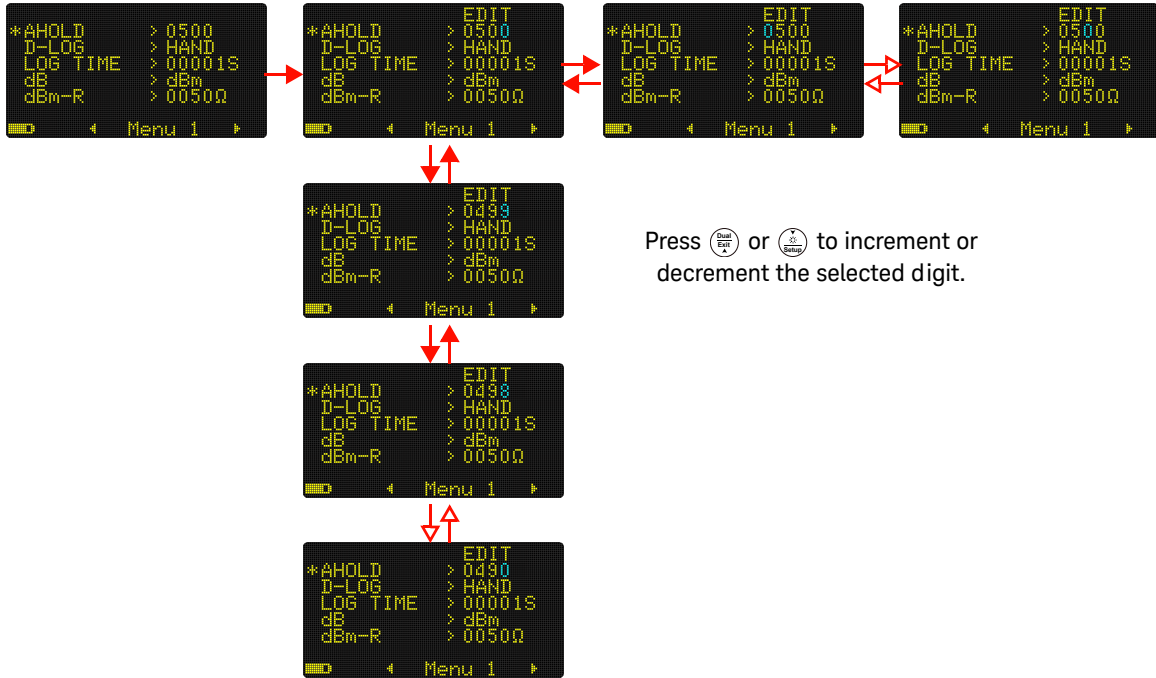 *AHOLD > 0500
D-LOG > HAND
LOG TIME > 00001S
dB > dBm
dBm-R > 0050Ω
Menu 1
EDIT
*AHOLD > 0500
D-LOG > HAND
LOG TIME > 00001S
dB > dBm
dBm-R > 0050Ω
Menu 1
EDIT
*AHOLD > 0500
D-LOG > HAND
LOG TIME > 00001S
dB > dBm
dBm-R > 0050Ω
Menu 1
EDIT
*AHOLD > 0500
D-LOG > HAND
LOG TIME > 00001S
dB > dBm
dBm-R > 0050Ω
Menu 1
EDIT
*AHOLD > 0499
D-LOG > HAND
LOG TIME > 00001S
dB > dBm
dBm-R > 0050Ω
Menu 1
Press Dual Exit or Setup to increment or
decrement the selected digit.
EDIT
*AHOLD > 0498
D-LOG > HAND
LOG TIME > 00001S
dB > dBm
dBm-R > 0050Ω
Menu 1
EDIT
*AHOLD > 0490
D-LOG > HAND
LOG TIME > 00001S
dB > dBm
dBm-R > 0050Ω
Menu 1